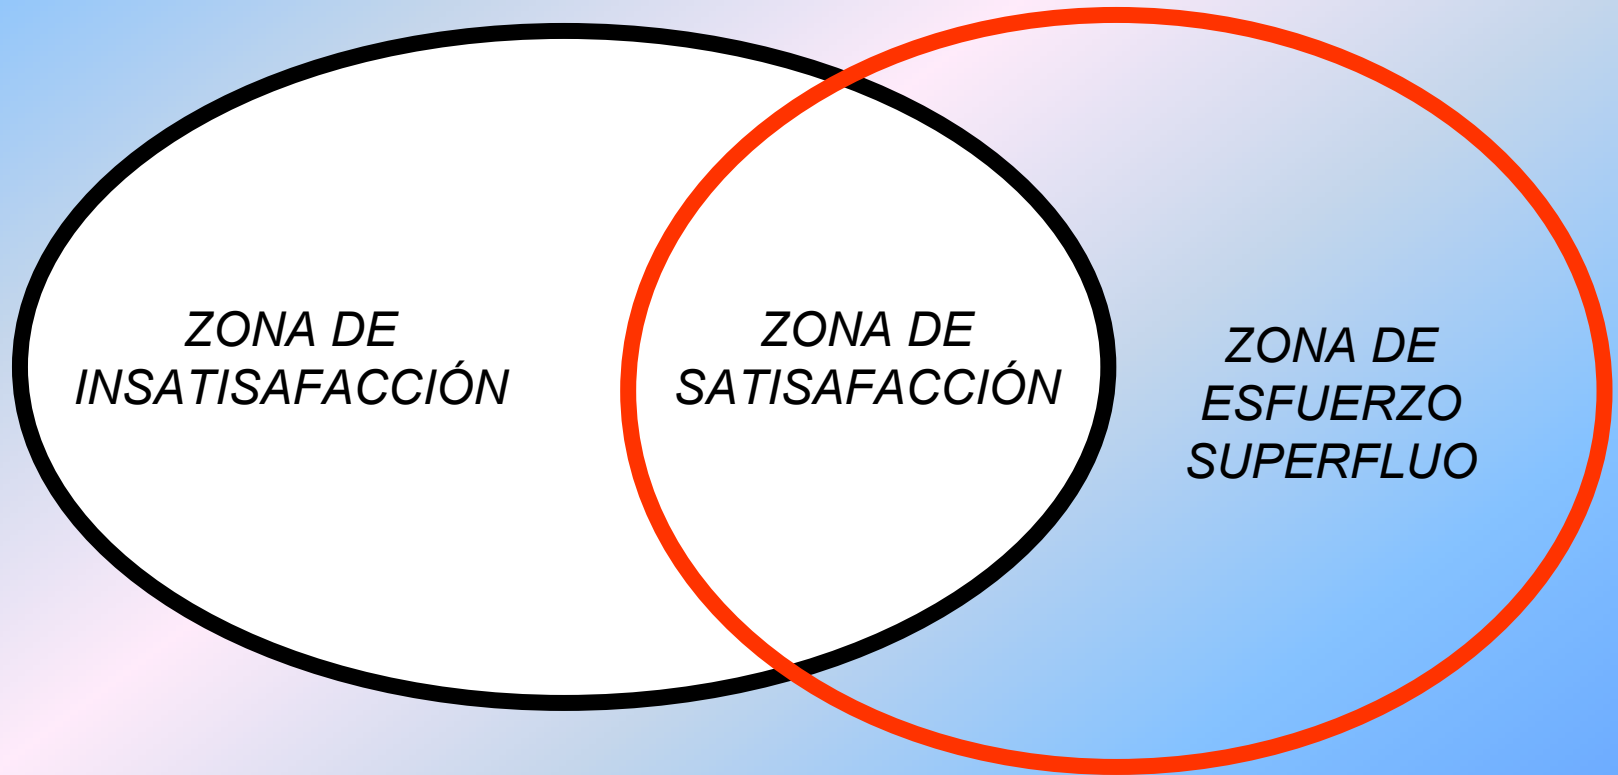 ZONA DE
INSATISAFACCIÓN
ZONA DE
SATISAFACCIÓN
ZONA DE
ESFUERZO
SUPERFLUO